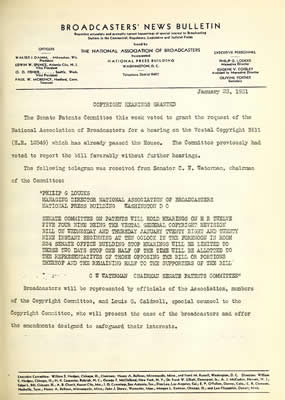 BROADCASTERS' NEWS BULLETIN
Issued by
OFFICERS
THE NATIONAL ASSOCIATION OF BROADCASTERS
EXECUTIVE PERSONNEL
NATIONAL PRESS BUILDING
WASHINGTON, D. C.
January 23, 1931
COPYRIGHT HEARINGS GRANTED
The Senate Patents Committee this week voted to grant the request of the
National Association of Broadcasters for a hearing on the Vestal Copyright Bill
(H.R. 12549) which has already passed the House. The Committee previously had
voted to report the bill favorably without further hearings.
The following telegram was received from Senator C. W. Waterman, chairman
of the Committee:
"PHILIP G LOUCKS
MANAGING DIRECTOR NATIONAL ASSOCIATION OF BROADCASTERS
NATIONAL PRESS BUILDING WASHINGTON D C
SENATE COMMITTEE ON PATENTS WILL HOLD HEARINGS ON H R TWELVE
FIVE FOUR NINE BEING THE VESTAL GENERAL COPYRIGHT REVISION
BILL ON WEDNESDAY AND THURSDAY JANUARY TWENTY EIGHT AND TWENTY
NINE INSTANT BEGINNING AT TEN OCLOCK IN THE FORENOON IN ROOM
SENATE OFFICE BUILDING STOP HEARINGS WILL BE LIMITED TO
THESE TWO DAYS STOP ONE HALF OF THE TIME WILL BE ALLOTTED TO
THE REPRESENTATIVES OF THOSE OPPOSING THE BILL OR PORTIONS
THEREOF AND THE REMAINING HALF TO THE SUPPORTERS OF THE BILL
C W WATERMAN CHAIRMAN SENATE PATENTS COMMITTEE"
Broadcasters will be represented by officials of the Association, members
of the Copyright Committee, and Louis G. Caldwell, special counsel to the
Copyright Committee, who will present the case of the broadcasters and offer
the amendments designed to safeguard their interests.